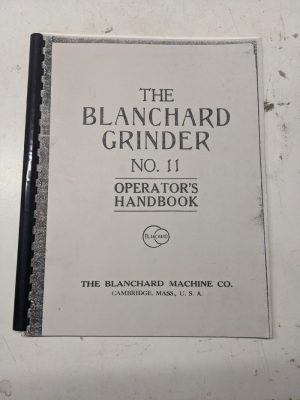 THE
BLANCHARD
GRINDER
NO. 11
OPERATOR'S
HANDBOOK
BLANCHARD
THE BLANCHARD MACHINE CO.
CAMBRIDGE, MASS., U. S. A.